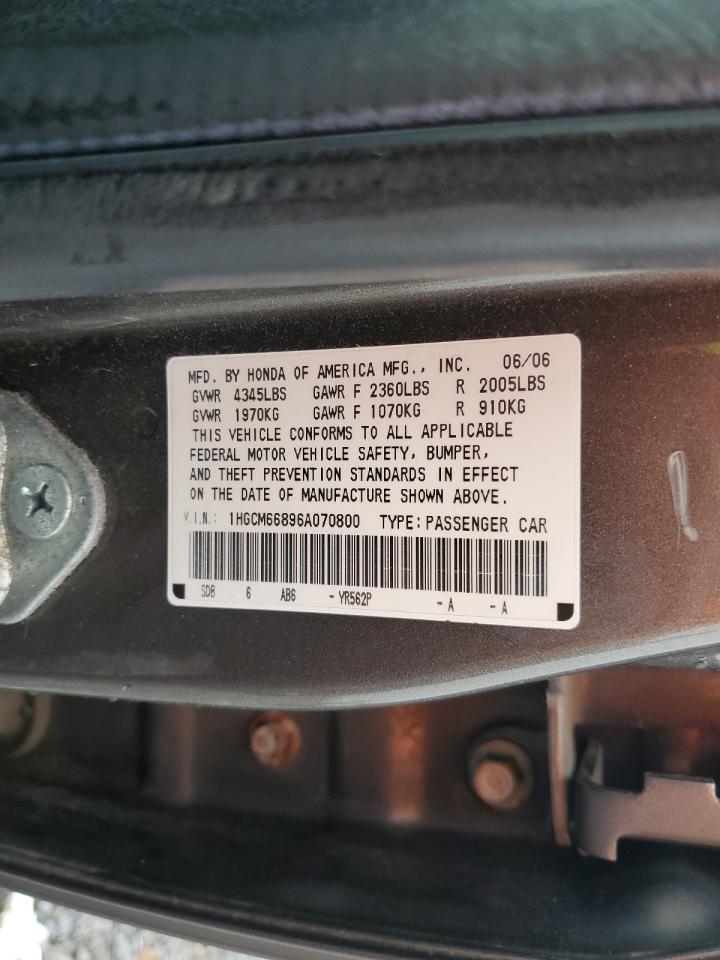 MFD. BY HONDA OF AMERICA MFG., INC. 06/06
GVWR 4345LBS GAWR F 2360LBS R 2005LBS
GVWR 1970KG GAWR F 1070KG R 910KG
THIS VEHICLE CONFORMS TO ALL APPLICABLE
FEDERAL MOTOR VEHICLE SAFETY, BUMPER,
AND THEFT PREVENTION STANDARDS IN EFFECT
ON THE DATE OF MANUFACTURE SHOWN ABOVE.
V.I.N.: 1HGCM66896A070800 TYPE: PASSENGER CAR
SDB 6 AB6 - YR562P - A - A